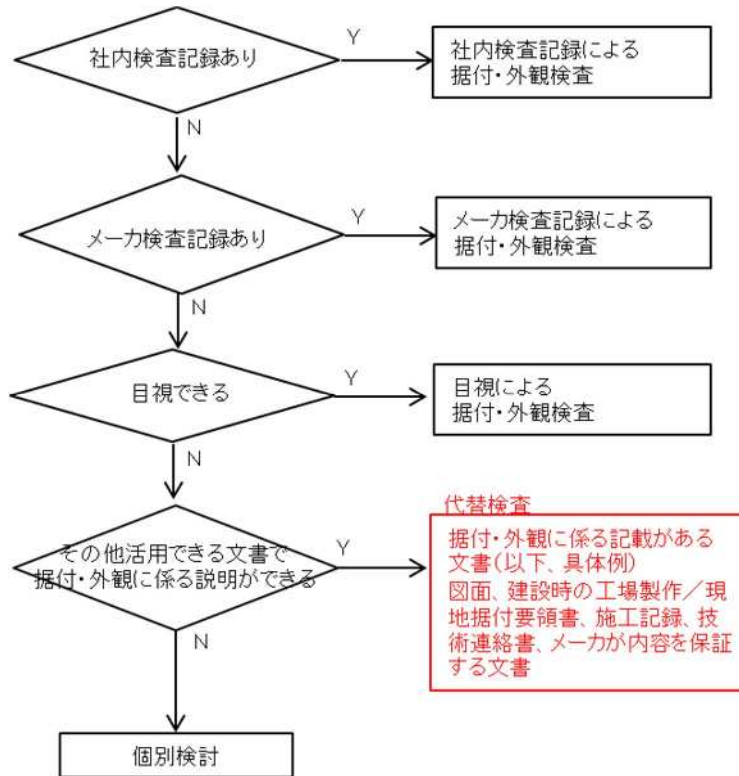 社内検査記録あり
Y
社内検査記録による
据付・外観検査
N
メーカ検査記録あり
Y
メーカ検査記録による
据付・外観検査
N
目視できる
Y
目視による
据付・外観検査
N
その他活用できる文書で
据付・外観に係る説明ができる
Y
代替検査
据付・外観に係る記載がある
文書(以下、具体例)
図面、建設時の工場製作／現
地据付要領書、施工記録、技
術連絡書、メーカが内容を保証
する文書
N
個別検討